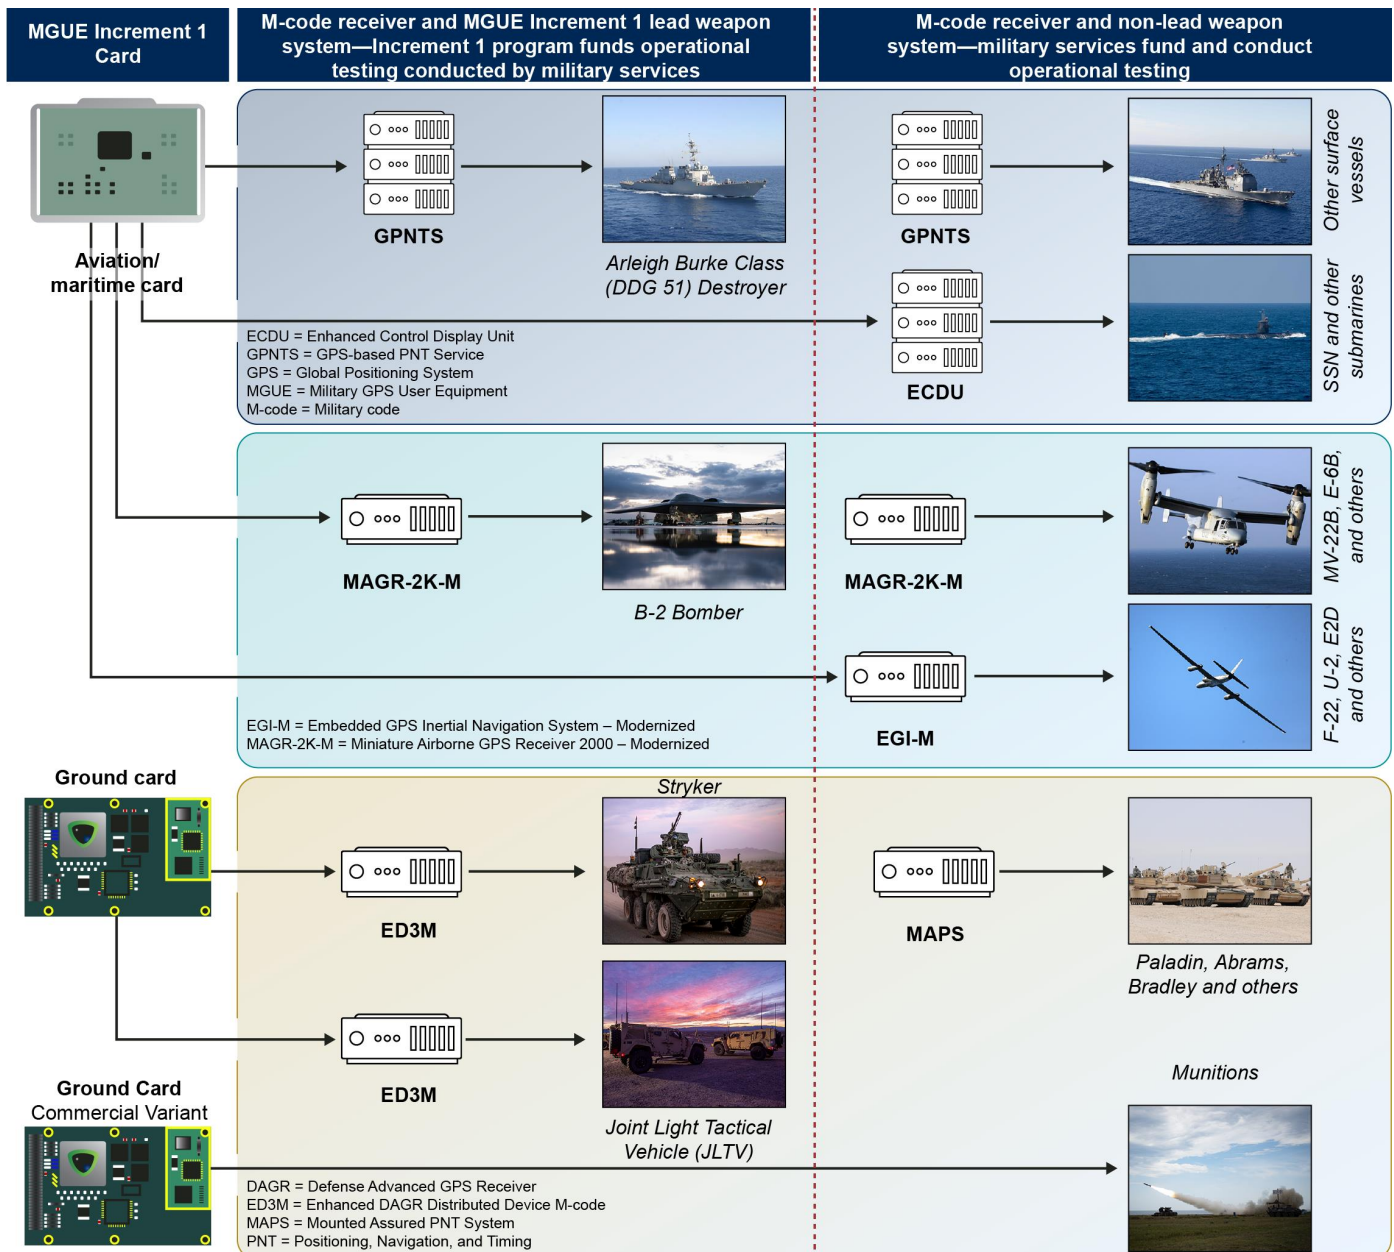 MGUE Increment 1
Card
M-code receiver and MGUE Increment 1 lead weapon
system—Increment 1 program funds operational
testing conducted by military services
M-code receiver and non-lead weapon
system—military services fund and conduct
operational testing
Aviation/
maritime card
GPNTS
Arleigh Burke Class
(DDG 51) Destroyer
GPNTS
Other surface
vessels
ECDU
SSN and other
submarines
ECDU = Enhanced Control Display Unit
GPNTS = GPS-based PNT Service
GPS = Global Positioning System
MGUE = Military GPS User Equipment
M-code = Military code
MAGR-2K-M
B-2 Bomber
MAGR-2K-M
MV-22B, E-6B,
and others
EGI-M
F-22, U-2, E2D
and others
EGI-M = Embedded GPS Inertial Navigation System – Modernized
MAGR-2K-M = Miniature Airborne GPS Receiver 2000 – Modernized
Ground card
Stryker
ED3M
MAPS
Paladin, Abrams,
Bradley and others
ED3M
Joint Light Tactical
Vehicle (JLTV)
Munitions
Ground Card
Commercial Variant
DAGR = Defense Advanced GPS Receiver
ED3M = Enhanced DAGR Distributed Device M-code
MAPS = Mounted Assured PNT System
PNT = Positioning, Navigation, and Timing